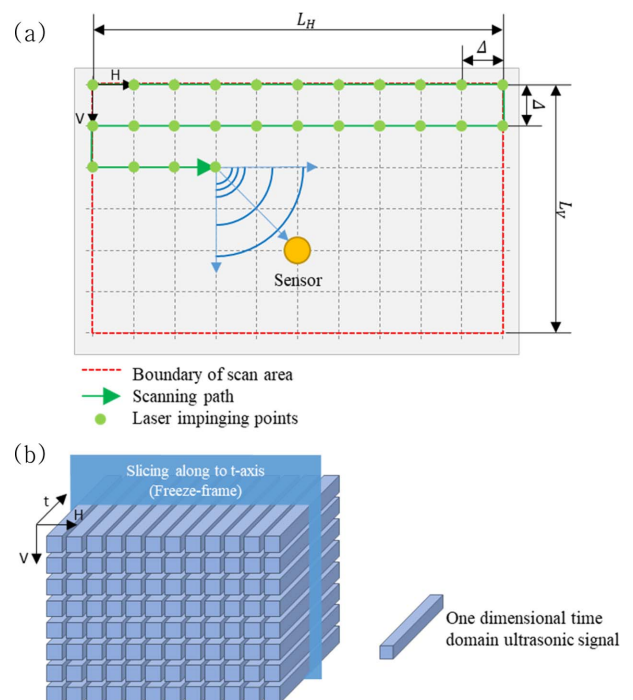 (a)
L_H
H
Δ
V
Δ
L_V
Sensor
Boundary of scan area
Scanning path
Laser impinging points
(b)
Slicing along to t-axis
(Freeze-frame)
t
H
V
One dimensional time
domain ultrasonic signal